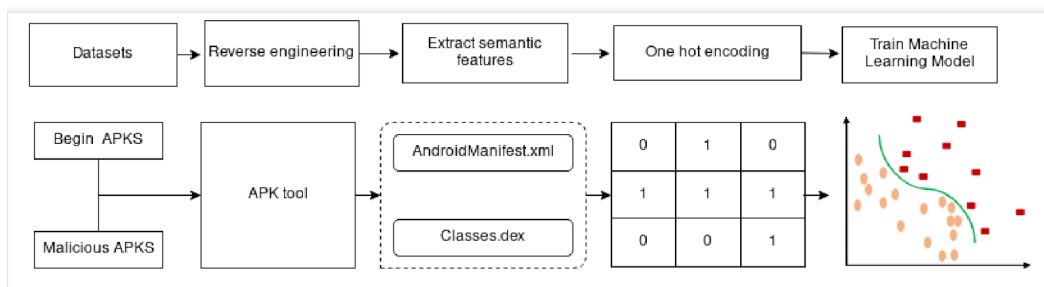 Datasets
Reverse engineering
Extract semantic
features
One hot encoding
Train Machine
Learning Model
Begin APKS
Malicious APKS
APK tool
AndroidManifest.xml
Classes.dex
0 1 0
1 1 1
0 0 1